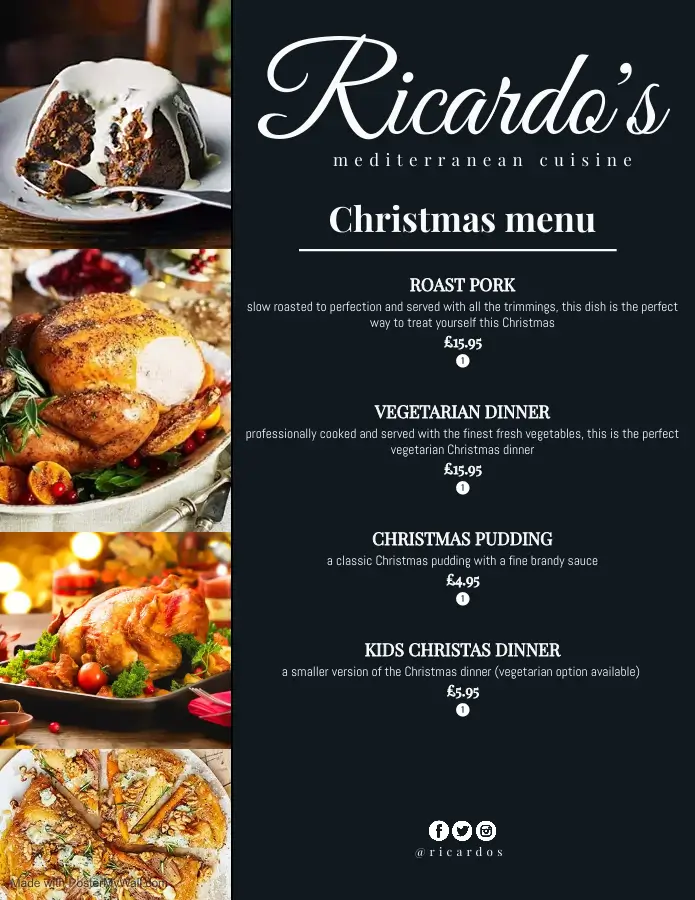 Ricardo's
mediterranean cuisine
Christmas menu
ROAST PORK
slow roasted to perfection and served with all the trimmings, this dish is the perfect
way to treat yourself this Christmas
£15.95
1
VEGETARIAN DINNER
professionally cooked and served with the finest fresh vegetables, this is the perfect
vegetarian Christmas dinner
£15.95
1
CHRISTMAS PUDDING
a classic Christmas pudding with a fine brandy sauce
£4.95
1
KIDS CHRISTAS DINNER
a smaller version of the Christmas dinner (vegetarian option available)
£5.95
1
@ricardos
Made with PosterMyWall.com